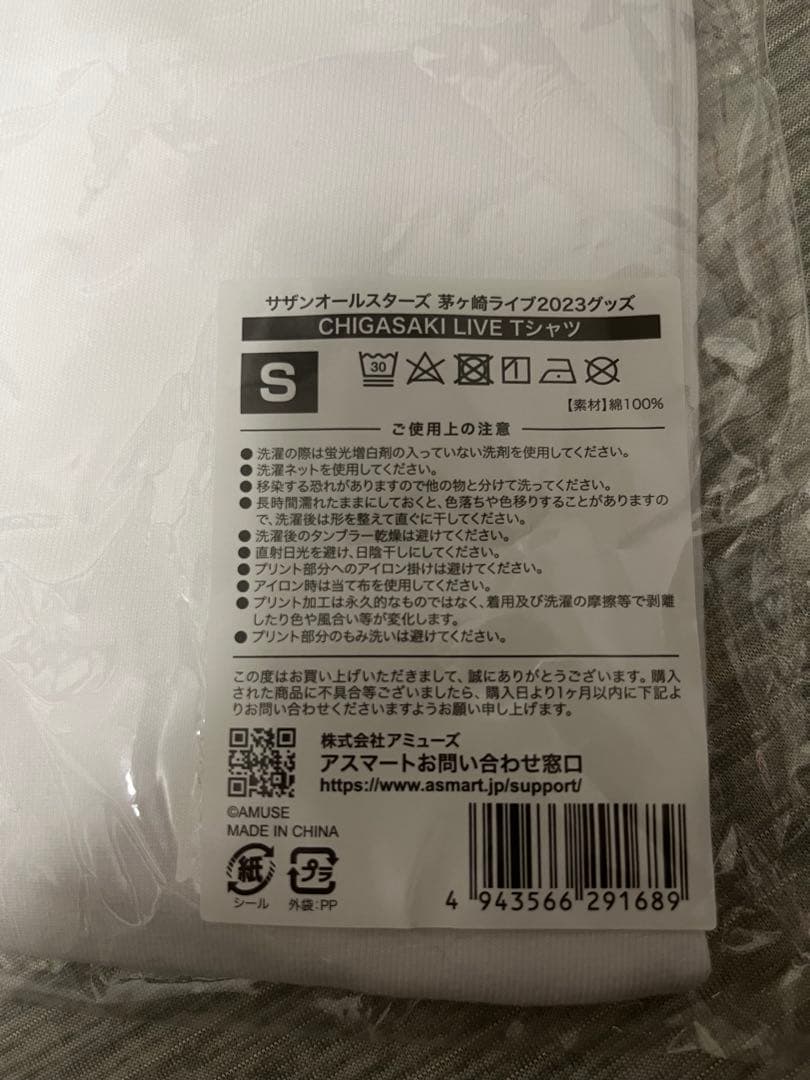 サザンオールスターズ 茅ヶ崎ライブ2023グッズ
CHIGASAKI LIVE Tシャツ
S
30
【素材】綿100%
ご使用上の注意
● 洗濯の際は蛍光増白剤の入っていない洗剤を使用してください。
● 洗濯ネットを使用してください。
● 移染する恐れがありますので他の物と分けて洗ってください。
● 長時間濡れたままにしておくと、色落ちや色移りすることがありますの
で、洗濯後は形を整えて直ぐに干してください。
● 洗濯後のタンブラー乾燥は避けてください。
● 直射日光を避け、日陰干しにしてください。
● プリント部分へのアイロン掛けは避けてください。
● アイロン時は当て布を使用してください。
● プリント加工は永久的なものではなく、着用及び洗濯の摩擦等で剥離
したり色や風合い等が変化します。
● プリント部分のもみ洗いは避けてください。
この度はお買い上げいただきまして、誠にありがとうございます。購入
された商品に不具合等ございましたら、購入日より1ヶ月以内に下記よ
りお問い合わせくださいますようお願い申し上げます。
株式会社アミューズ
アスマートお問い合わせ窓口
https://www.asmart.jp/support/
©AMUSE
MADE IN CHINA
紙 プラ
シール 外袋:PP
4 943566 291689